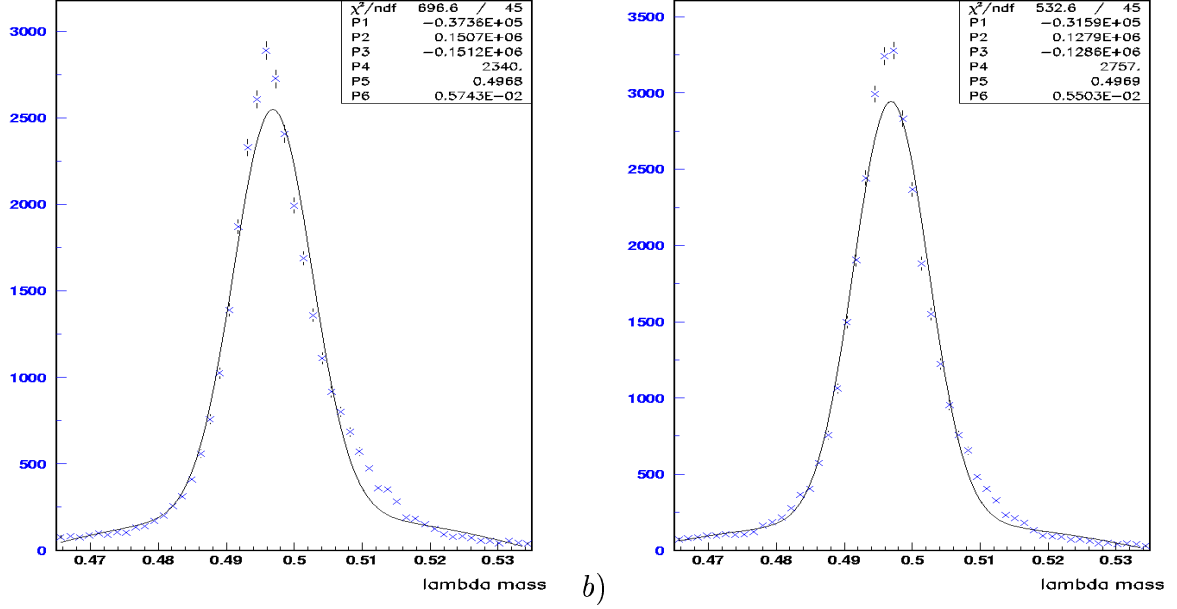 χ²/ndf 696.6 / 45
P1 -0.3736E+05
P2 0.1507E+06
P3 -0.1512E+06
P4 2340.
P5 0.4968
P6 0.5743E-02
3000
2500
2000
1500
1000
500
0
0.47 0.48 0.49 0.5 0.51 0.52 0.53
lambda mass
b)
χ²/ndf 532.6 / 45
P1 -0.3159E+05
P2 0.1279E+06
P3 -0.1286E+06
P4 2757.
P5 0.4969
P6 0.5503E-02
3500
3000
2500
2000
1500
1000
500
0
0.47 0.48 0.49 0.5 0.51 0.52 0.53
lambda mass